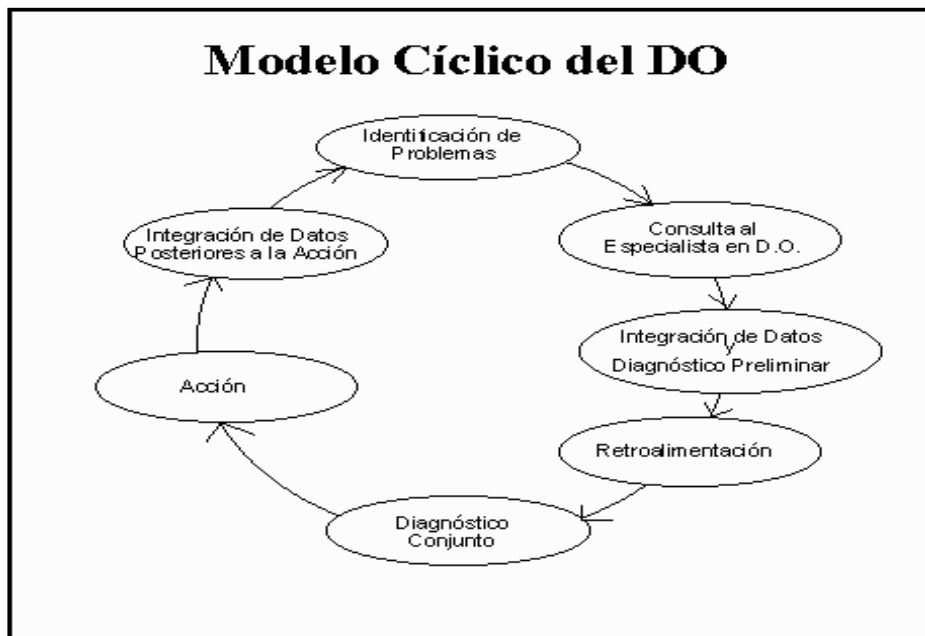 Modelo Cíclico del DO
Identificación de
Problemas
Consulta al
Especialista en D.O.
Integración de Datos
y
Diagnóstico Preliminar
Retroalimentación
Diagnóstico
Conjunto
Acción
Integración de Datos
Posteriores a la Acción